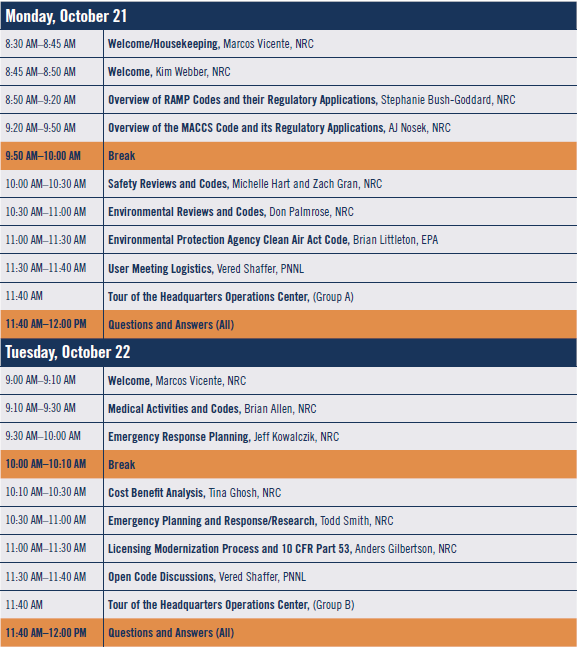 Monday, October 21
8:30 AM–8:45 AM Welcome/Housekeeping, Marcos Vicente, NRC
8:45 AM–8:50 AM Welcome, Kim Webber, NRC
8:50 AM–9:20 AM Overview of RAMP Codes and their Regulatory Applications, Stephanie Bush-Goddard, NRC
9:20 AM–9:50 AM Overview of the MACCS Code and its Regulatory Applications, AJ Nosek, NRC
9:50 AM–10:00 AM Break
10:00 AM–10:30 AM Safety Reviews and Codes, Michelle Hart and Zach Gran, NRC
10:30 AM–11:00 AM Environmental Reviews and Codes, Don Palmrose, NRC
11:00 AM–11:30 AM Environmental Protection Agency Clean Air Act Code, Brian Littleton, EPA
11:30 AM–11:40 AM User Meeting Logistics, Vered Shaffer, PNNL
11:40 AM Tour of the Headquarters Operations Center, (Group A)
11:40 AM–12:00 PM Questions and Answers (All)
Tuesday, October 22
9:00 AM–9:10 AM Welcome, Marcos Vicente, NRC
9:10 AM–9:30 AM Medical Activities and Codes, Brian Allen, NRC
9:30 AM–10:00 AM Emergency Response Planning, Jeff Kowalczik, NRC
10:00 AM–10:10 AM Break
10:10 AM–10:30 AM Cost Benefit Analysis, Tina Ghosh, NRC
10:30 AM–11:00 AM Emergency Planning and Response/Research, Todd Smith, NRC
11:00 AM–11:30 AM Licensing Modernization Process and 10 CFR Part 53, Anders Gilbertson, NRC
11:30 AM–11:40 AM Open Code Discussions, Vered Shaffer, PNNL
11:40 AM Tour of the Headquarters Operations Center, (Group B)
11:40 AM–12:00 PM Questions and Answers (All)